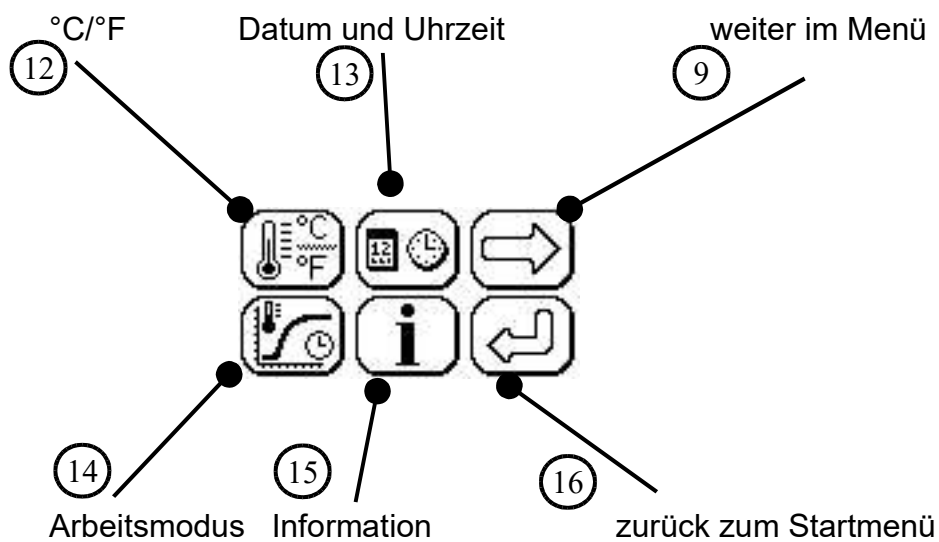 °C/°F
Datum und Uhrzeit
weiter im Menü
12
13
9
°C
°F
12
i
14
15
16
Arbeitsmodus
Information
zurück zum Startmenü